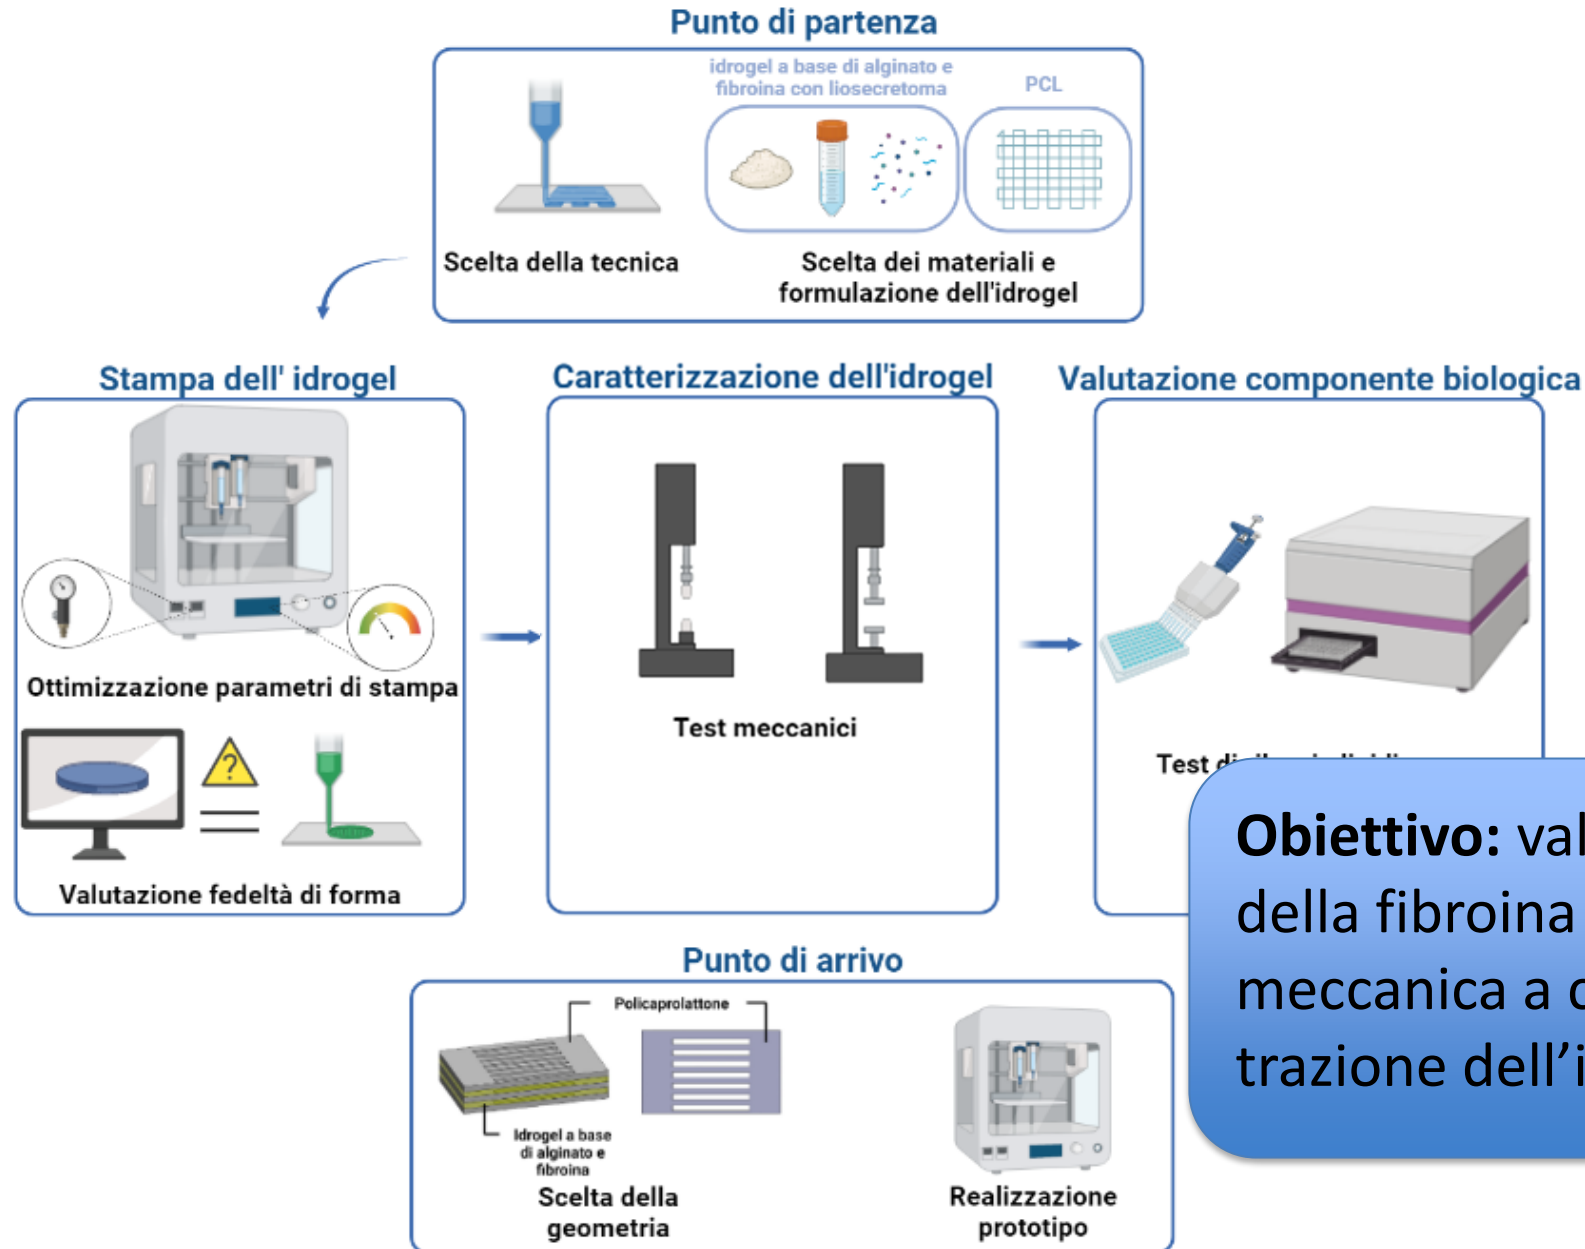 Punto di partenza
idrogel a base di alginato e
fibroina con liosecretoma
PCL
Scelta della tecnica
Scelta dei materiali e
formulazione dell'idrogel
Stampa dell' idrogel
Caratterizzazione dell'idrogel
Valutazione componente biologica
Ottimizzazione parametri di stampa
?
Valutazione fedeltà di forma
Test meccanici
Test
Obiettivo:
della fibroina
meccanica a
trazione
Punto di arrivo
Policaprolattone
Idrogel a base
di alginato e
fibroina
Scelta della
geometria
Realizzazione
prototipo